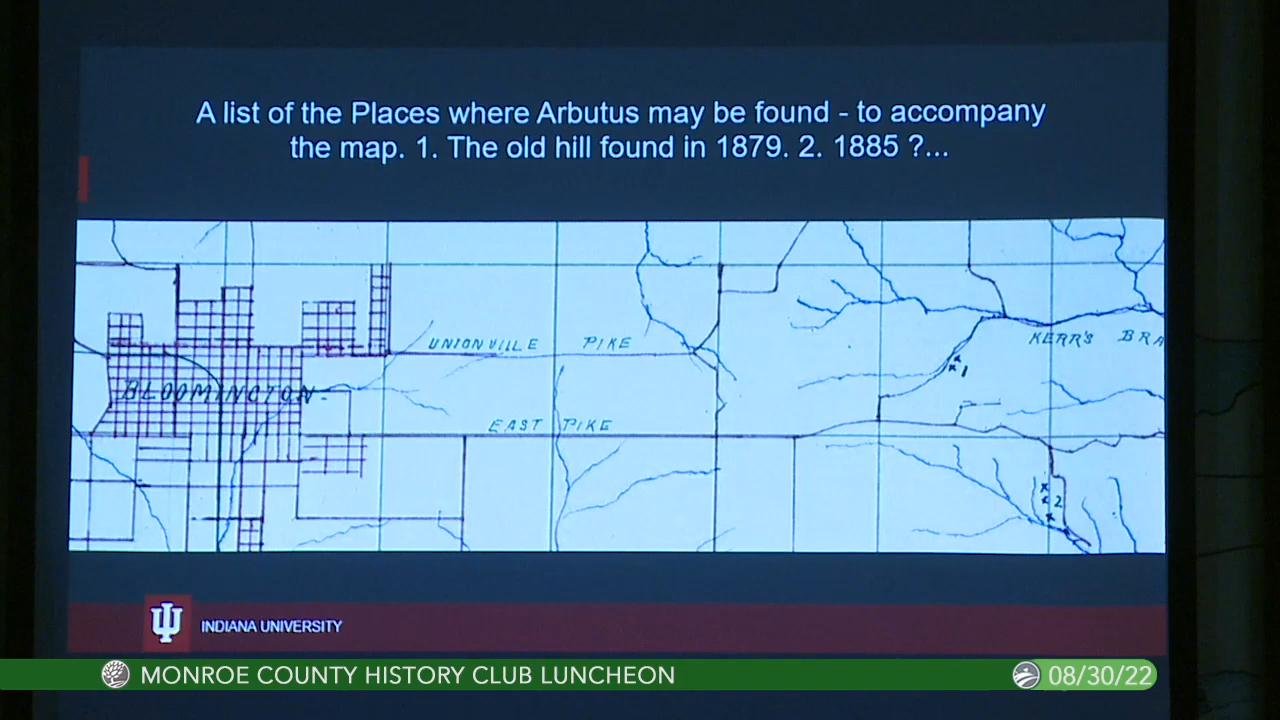 A list of the Places where Arbutus may be found - to accompany
the map. 1. The old hill found in 1879. 2. 1885 ?...
UNIONVILLE PIKE
KERR'S BRA
1
BLOOMINGTON
EAST PIKE
2
INDIANA UNIVERSITY
MONROE COUNTY HISTORY CLUB LUNCHEON
08/30/22